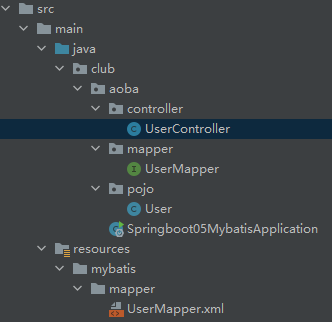 src
main
java
club
aoba
controller
UserController
mapper
UserMapper
pojo
User
Springboot05MybatisApplication
resources
mybatis
mapper
UserMapper.xml